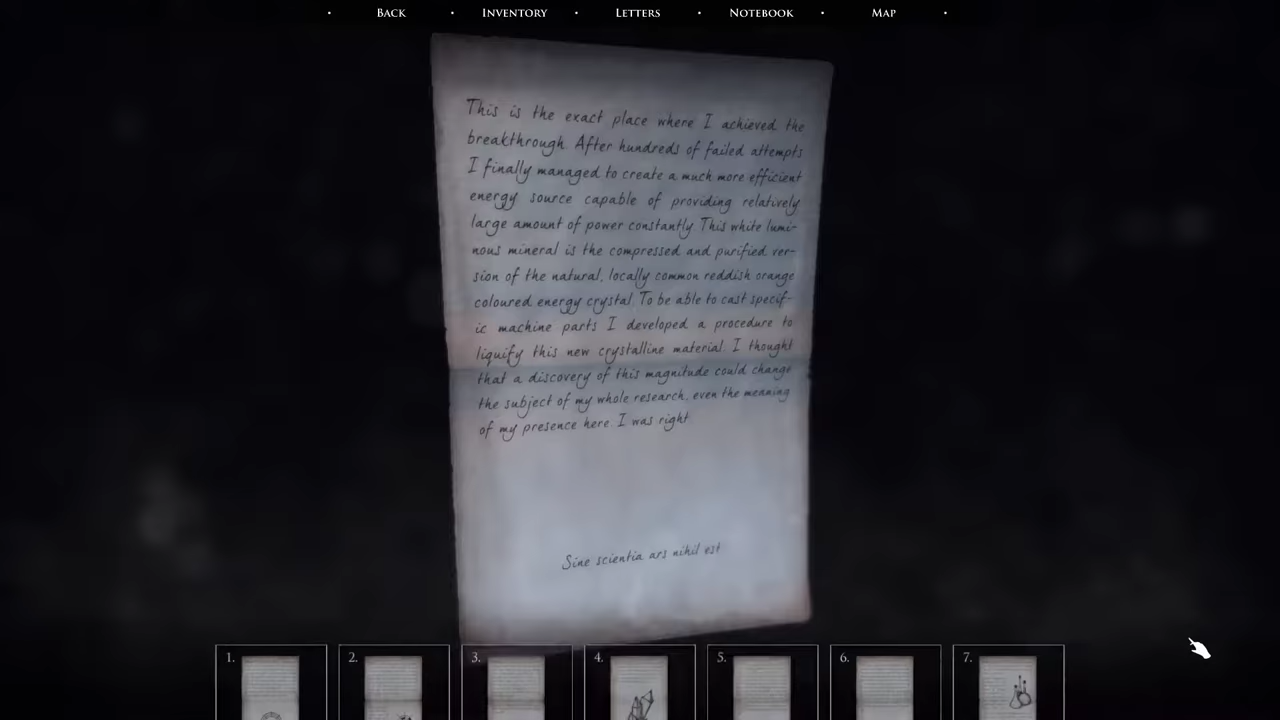 BACK INVENTORY LETTERS NOTEBOOK MAP
This is the exact place where I achieved the
breakthrough. After hundreds of failed attempts
I finally managed to create a much more efficient
energy source capable of providing relatively
large amount of power constantly. This white lumi-
nous mineral is the compressed and purified ver-
sion of the natural, locally common reddish orange
coloured energy crystal. To be able to cast specif-
ic machine parts I developed a procedure to
liquify this new crystalline material. I thought
that a discovery of this magnitude could change
the subject of my whole research, even the meaning
of my presence here. I was right.
Sine scientia ars nihil est
1. 2. 3. 4. 5. 6. 7.